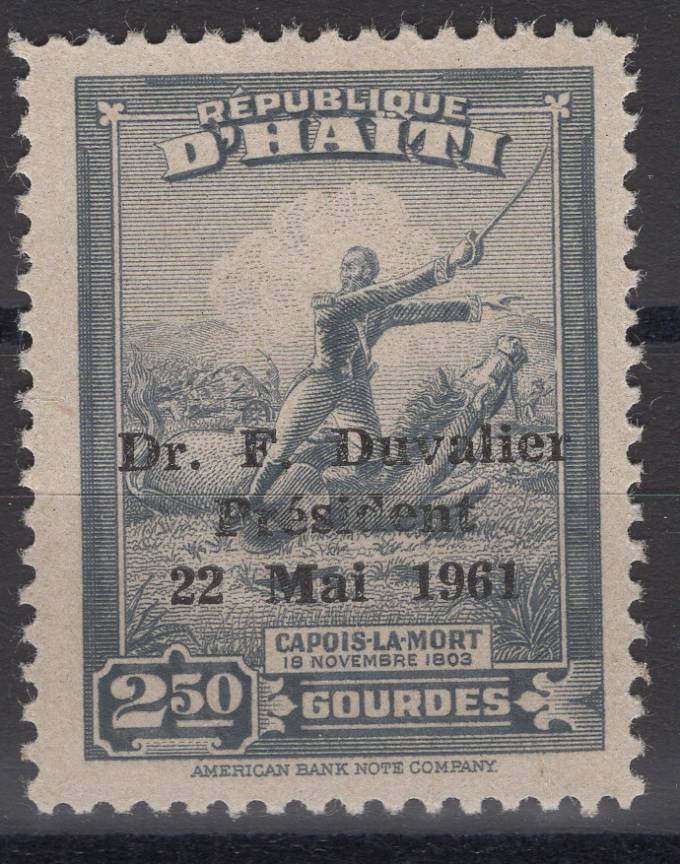 RÉPUBLIQUE
D'HAÏTI
Dr. F. Duvalier
Président
22 Mai 1961
CAPOIS-LA-MORT
18 NOVEMBRE 1803
2.50
GOURDES
AMERICAN BANK NOTE COMPANY.